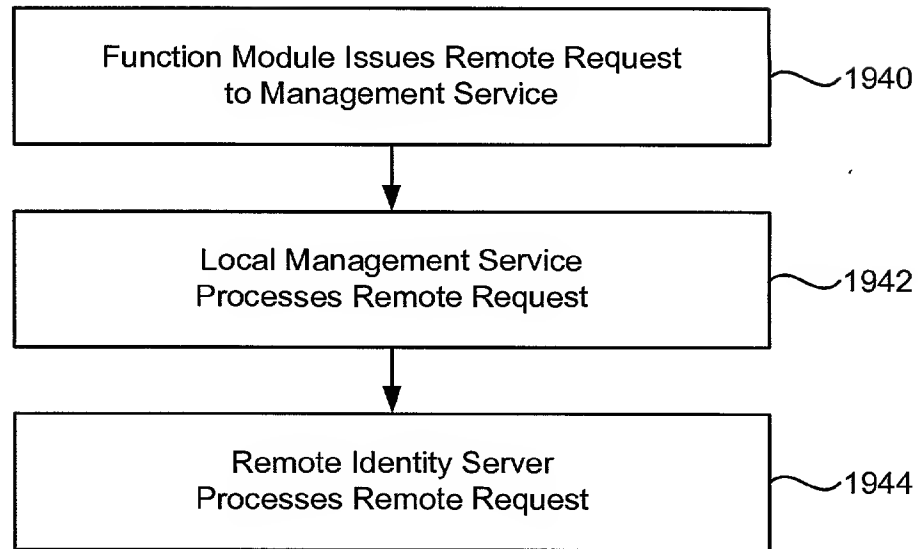 Function Module Issues Remote Request
to Management Service
1940
Local Management Service
Processes Remote Request
1942
Remote Identity Server
Processes Remote Request
1944